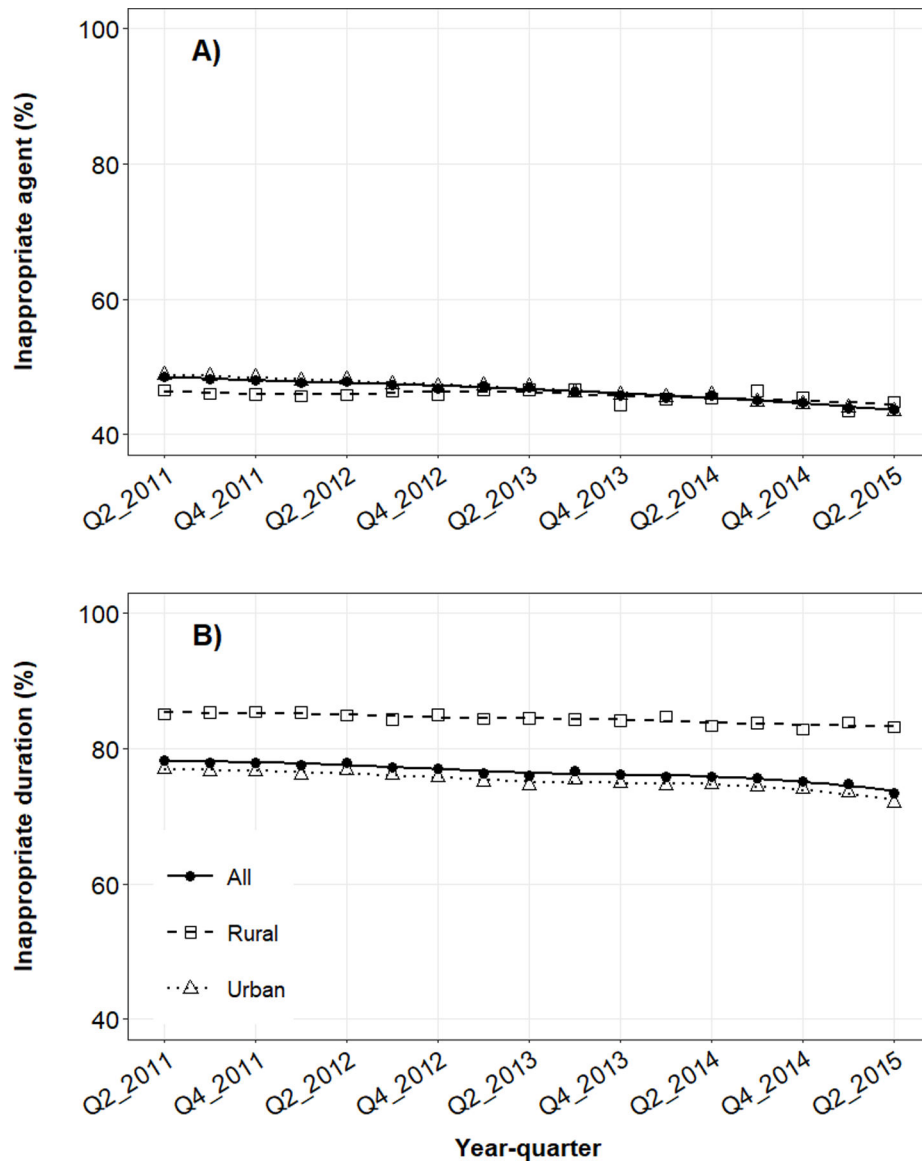 A)
Inappropriate agent (%)
100
80
60
40
Q2_2011
Q4_2011
Q2_2012
Q4_2012
Q2_2013
Q4_2013
Q2_2014
Q4_2014
Q2_2015
B)
Inappropriate duration (%)
100
80
60
40
All
Rural
Urban
Q2_2011
Q4_2011
Q2_2012
Q4_2012
Q2_2013
Q4_2013
Q2_2014
Q4_2014
Q2_2015
Year-quarter